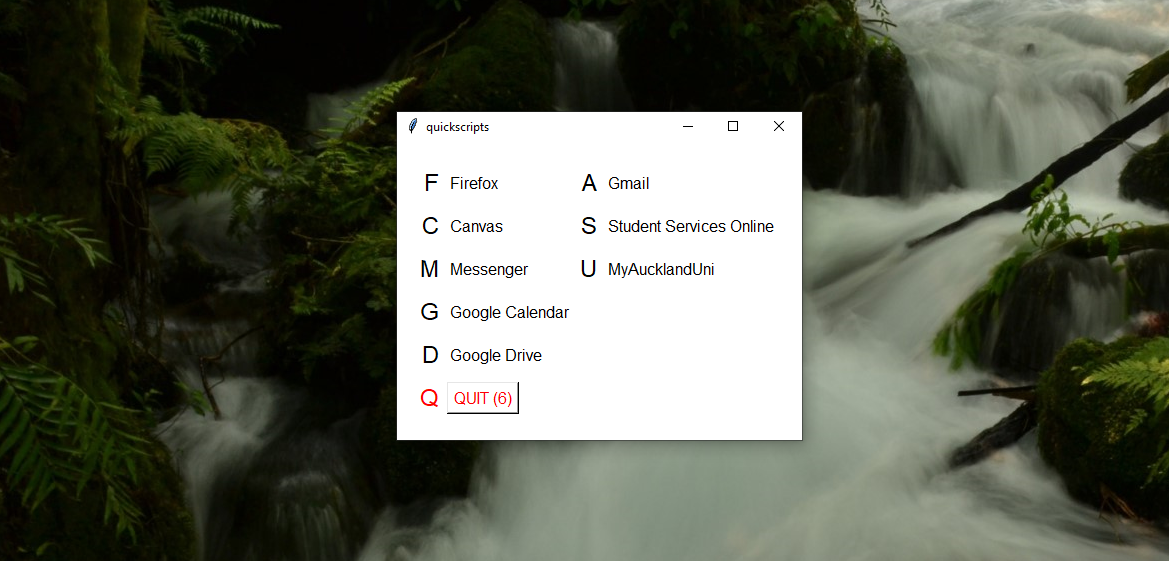 quickscripts
F Firefox
C Canvas
M Messenger
G Google Calendar
D Google Drive
Q QUIT (6)
A Gmail
S Student Services Online
U MyAucklandUni